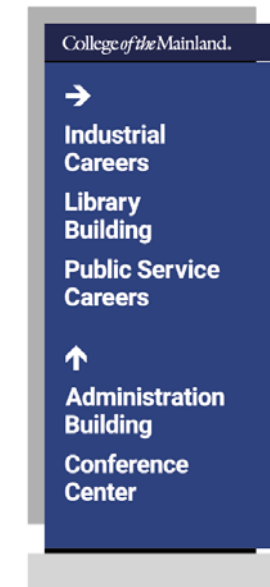 College of the Mainland.
→
Industrial
Careers
Library
Building
Public Service
Careers
↑
Administration
Building
Conference
Center